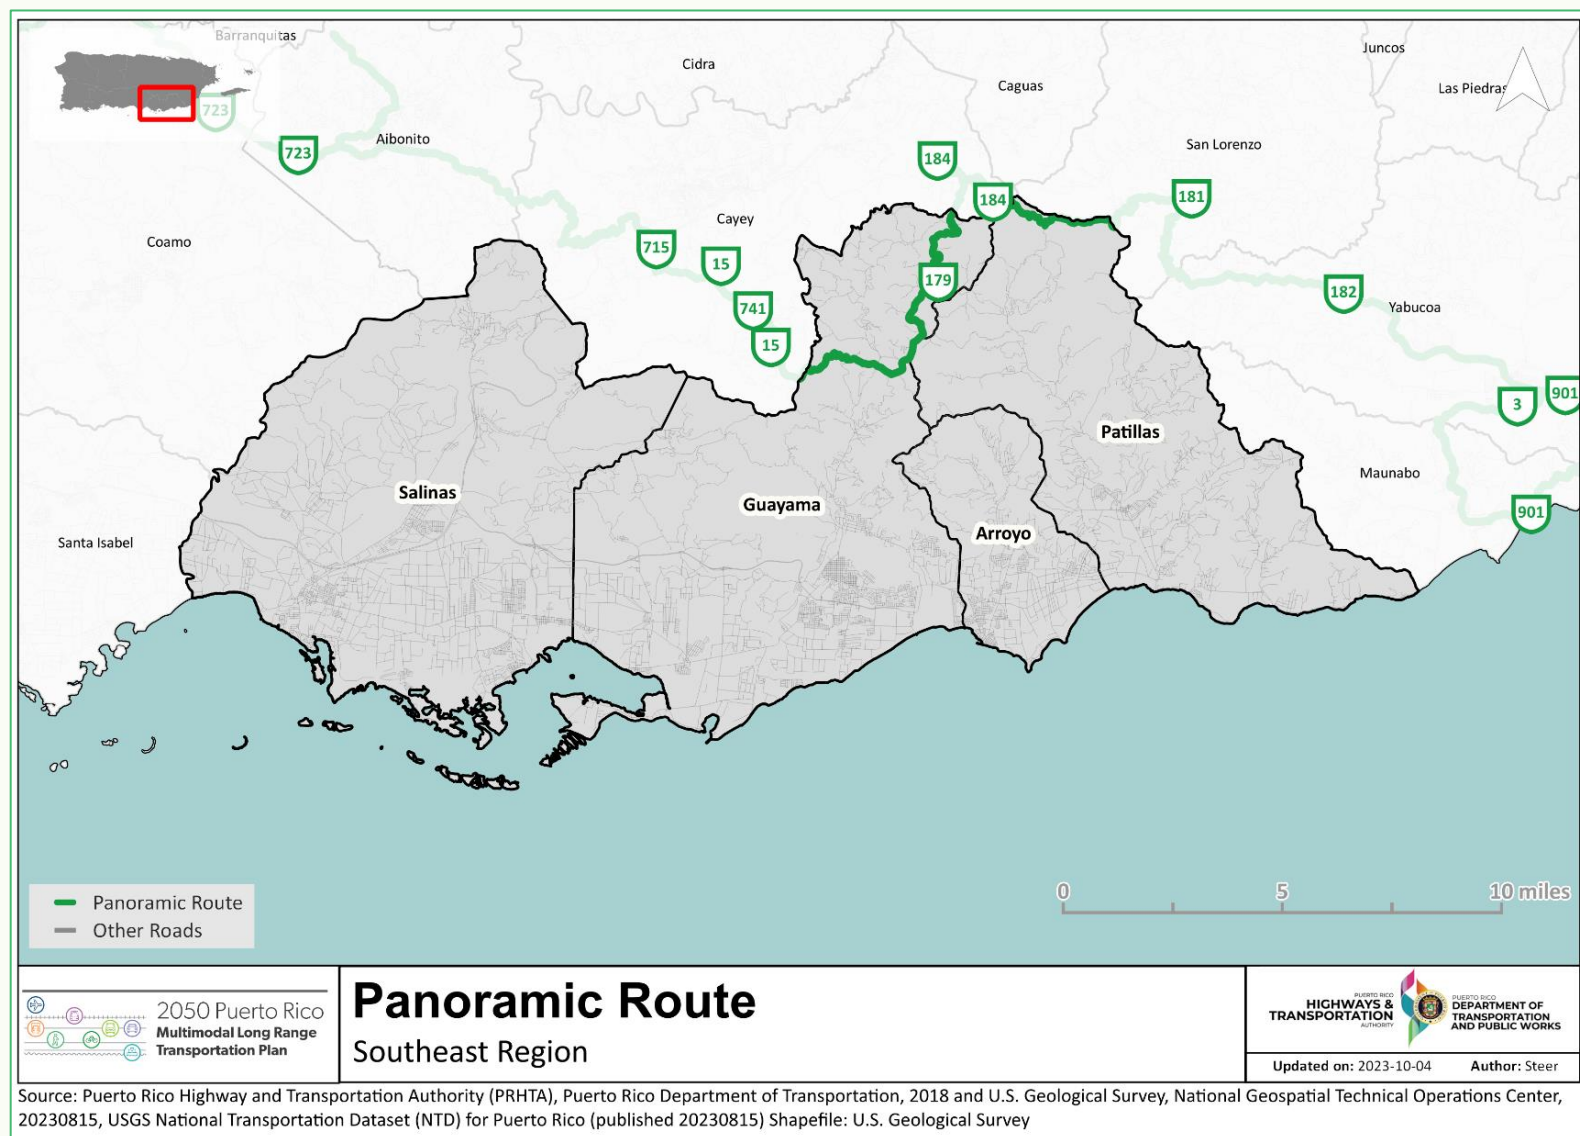 Barranquitas
Juncos
Cidra
Caguas
Las Piedras
723
723
Aibonito
184
San Lorenzo
184
181
Cayey
Coamo
715
15
179
182
741
Yabucoa
15
3
901
Patillas
Maunabo
Salinas
Guayama
901
Arroyo
Santa Isabel
0 5 10 miles
Panoramic Route
Other Roads
2050 Puerto Rico
Multimodal Long Range
Transportation Plan
Panoramic Route
Southeast Region
PUERTO RICO
HIGHWAYS &
TRANSPORTATION
AUTHORITY
PUERTO RICO
DEPARTMENT OF
TRANSPORTATION
AND PUBLIC WORKS
Updated on: 2023-10-04 Author: Steer
Source: Puerto Rico Highway and Transportation Authority (PRHTA), Puerto Rico Department of Transportation, 2018 and U.S. Geological Survey, National Geospatial Technical Operations Center,
20230815, USGS National Transportation Dataset (NTD) for Puerto Rico (published 20230815) Shapefile: U.S. Geological Survey